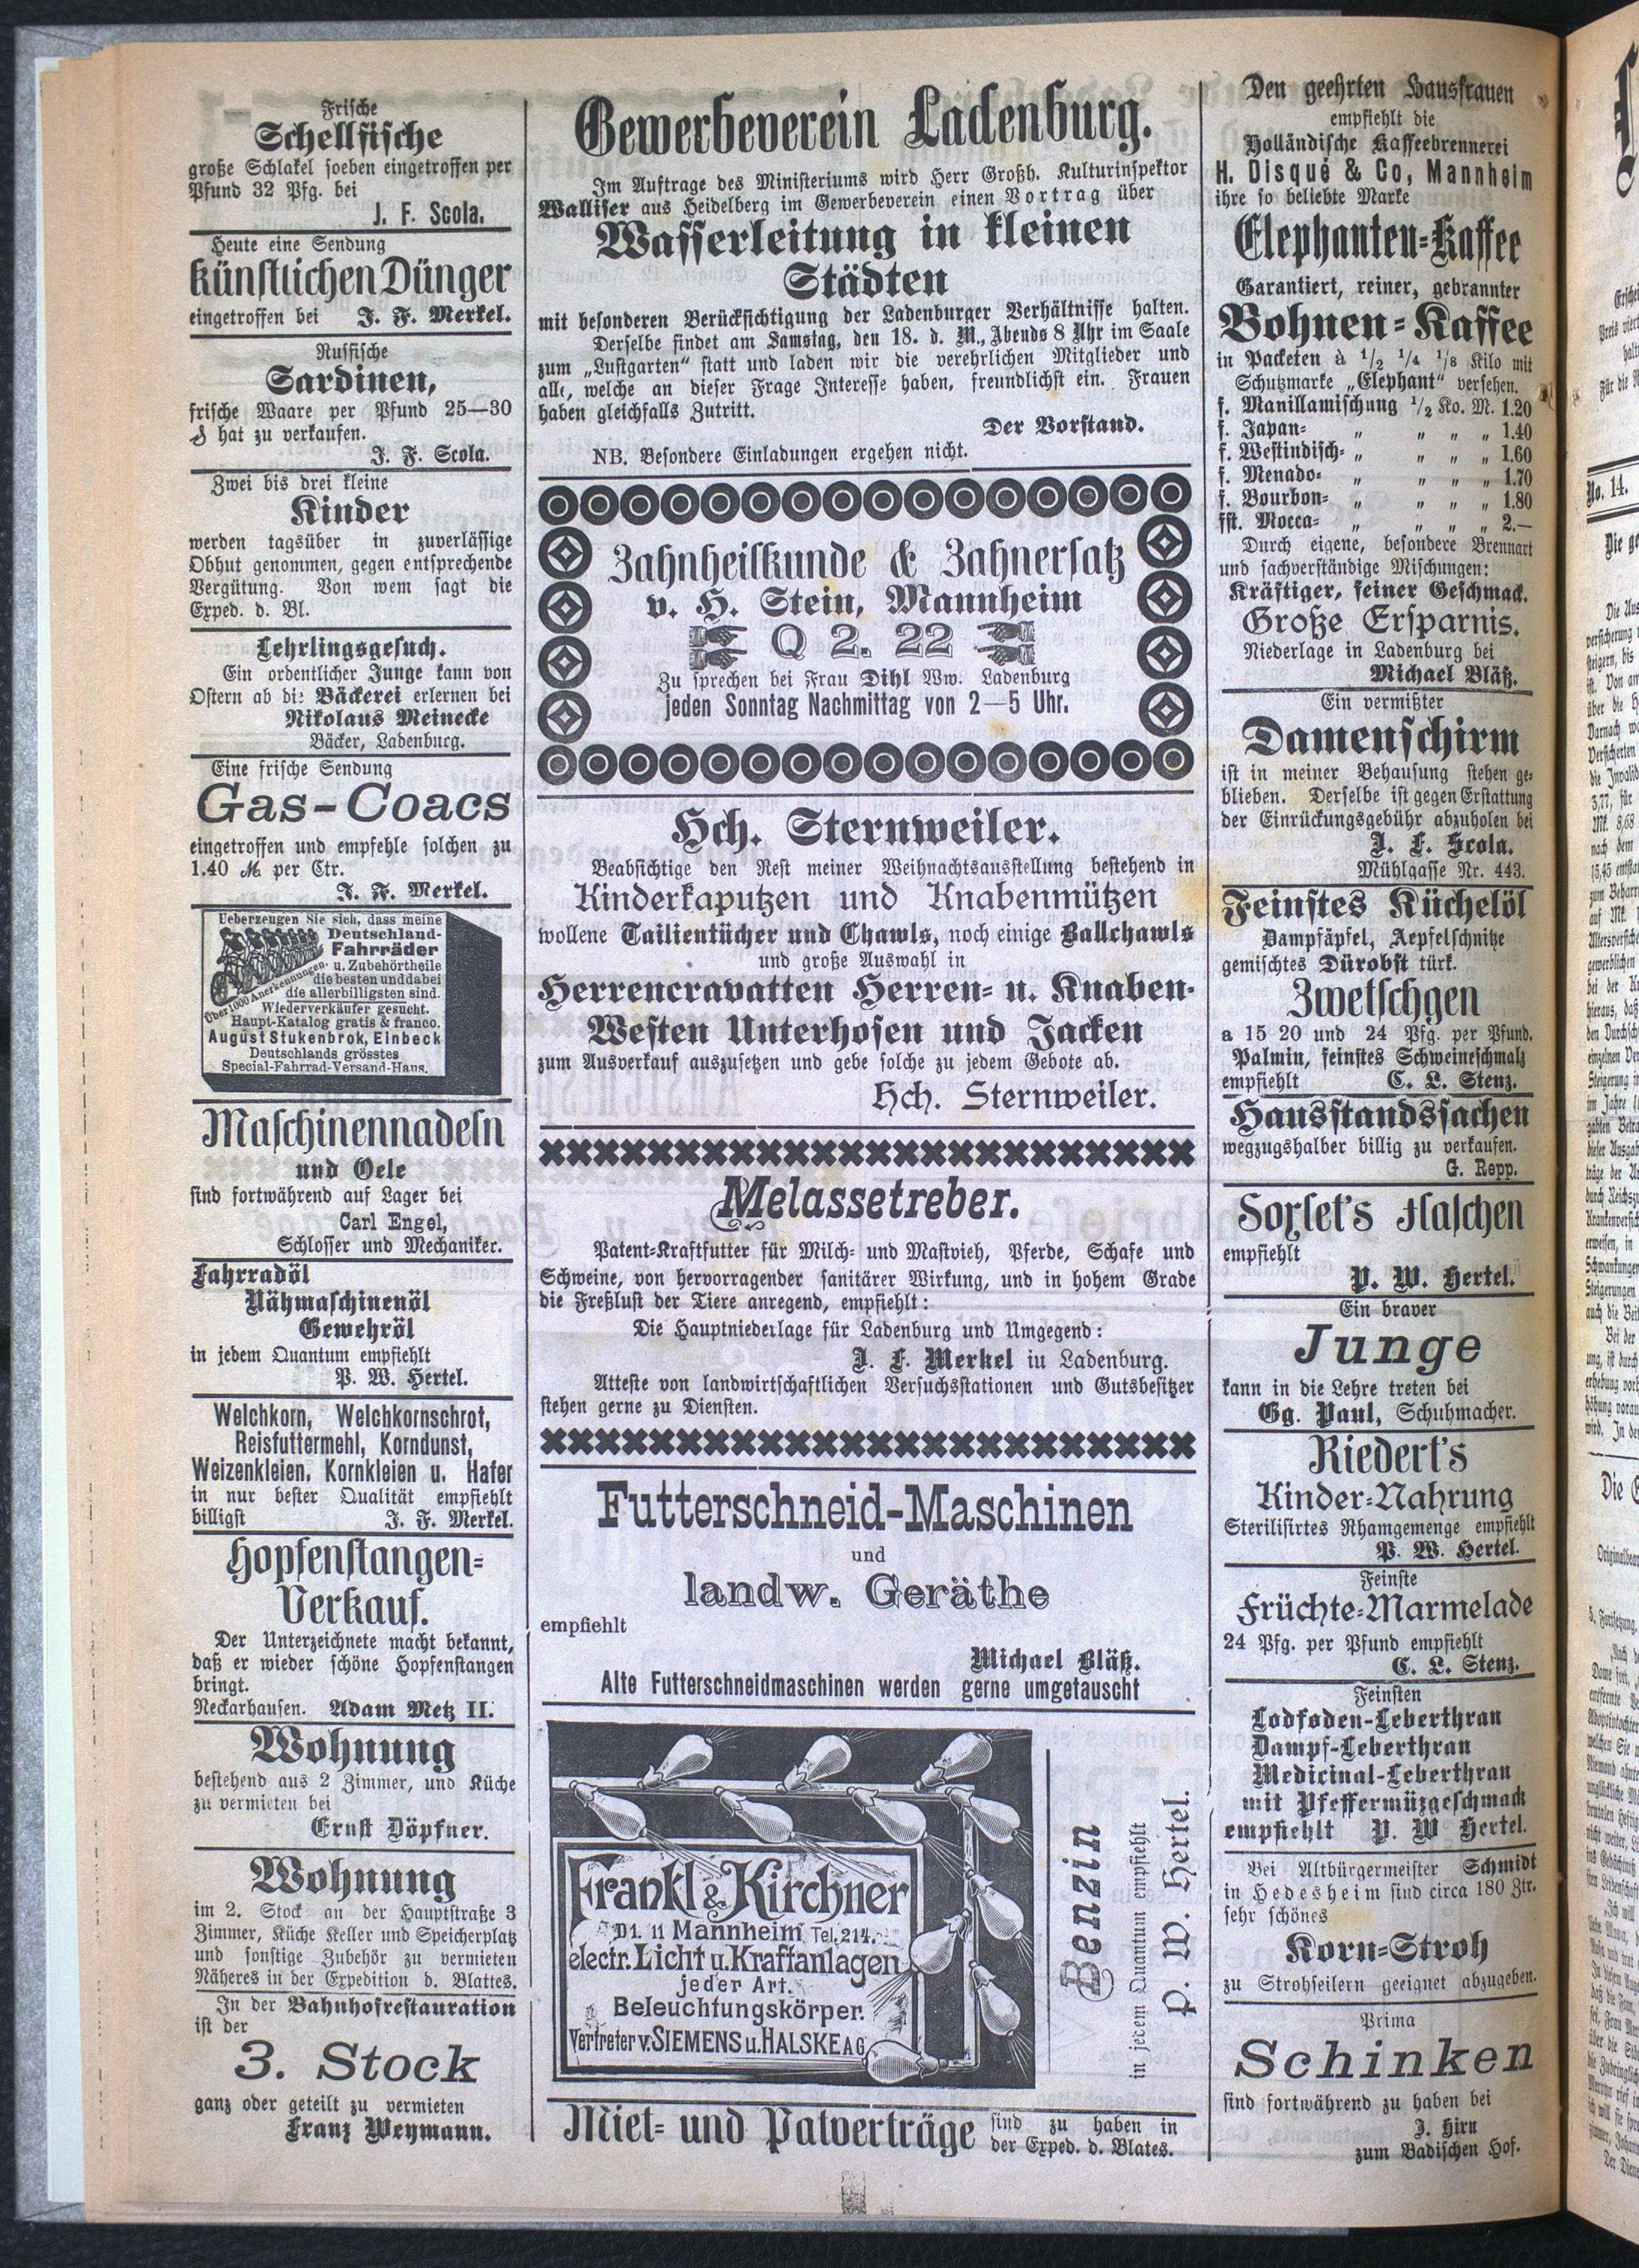 Frische
Schellfische
große Schlakel soeben eingetroffen per
Pfund 32 Pfg. bei
J. F. Scola.
Heute eine Sendung
künstlichen Dünger
eingetroffen bei J. F. Merkel.
Russische
Sardinen,
frische Waare per Pfund 25—30
₰ hat zu verkaufen.
J. F. Scola.
Zwei bis drei kleine
Kinder
werden tagsüber in zuverlässige
Obhut genommen, gegen entsprechende
Vergütung. Von wem sagt die
Exped. d. Bl.
Lehrlingsgesuch.
Ein ordentlicher Junge kann von
Ostern ab die Bäckerei erlernen bei
Nikolaus Meinecke
Bäcker, Ladenburg.
Eine frische Sendung
Gas-Coacs
eingetroffen und empfehle solchen zu
1.40 M per Ctr.
J. F. Merkel.
Ueberzeugen Sie sich, dass meine
Deutschland-
Fahrräder
u. Zubehörtheile
die besten und dabei
die allerbilligsten sind.
Über 1000 Anerkennungen.
Wiederverkäufer gesucht.
Haupt-Katalog gratis & franco.
August Stukenbrok, Einbeck
Deutschlands grösstes
Special-Fahrrad-Versand-Haus.
Maschinennadeln
und Oele
sind fortwährend auf Lager bei
Carl Engel,
Schlosser und Mechaniker.
Fahrradöl
Nähmaschinenöl
Gewehröl
in jedem Quantum empfiehlt
P. W. Hertel.
Welchkorn, Welchkornschrot,
Reisfuttermehl, Korndunst,
Weizenkleien, Kornkleien u. Hafer
in nur bester Qualität empfiehlt
billigst J. F. Merkel.
Hopfenstangen-
Verkauf.
Der Unterzeichnete macht bekannt,
daß er wieder schöne Hopfenstangen
bringt.
Neckarhausen. Adam Metz II.
Wohnung
bestehend aus 2 Zimmer, und Küche
zu vermieten bei
Ernst Döpfner.
Wohnung
im 2. Stock an der Hauptstraße 3
Zimmer, Küche Keller und Speicherplatz
und sonstige Zubehör zu vermieten
Näheres in der Expedition d. Blattes.
In der Bahnhofrestauration
ist der
3. Stock
ganz oder geteilt zu vermieten
Franz Weymann.
Gewerbeverein Ladenburg.
Im Auftrage des Ministeriums wird Herr Großh. Kulturinspektor
Walliser aus Heidelberg im Gewerbeverein einen Vortrag über
Wasserleitung in kleinen
Städten
mit besonderen Berücksichtigung der Ladenburger Verhältnisse halten.
Derselbe findet am Samstag, den 18. d. M., Abends 8 Uhr im Saale
zum „Lustgarten“ statt und laden wir die verehrlichen Mitglieder und
alle, welche an dieser Frage Interesse haben, freundlichst ein. Frauen
haben gleichfalls Zutritt.
Der Vorstand.
NB. Besondere Einladungen ergehen nicht.
Zahnheilkunde & Zahnersatz
v. H. Stein, Mannheim
Q 2. 22
Zu sprechen bei Frau Dihl Ww. Ladenburg
jeden Sonntag Nachmittag von 2—5 Uhr.
Hch. Sternweiler.
Beabsichtige den Rest meiner Weihnachtsausstellung bestehend in
Kinderkaputzen und Knabenmützen
wollene Tailientücher und Chawls, noch einige Ballchawls
und große Auswahl in
Herrencravatten Herren- u. Knaben-
Westen Unterhosen und Jacken
zum Ausverkauf auszusetzen und gebe solche zu jedem Gebote ab.
Hch. Sternweiler.
Melassetreber.
Patent-Kraftfutter für Milch- und Mastvieh, Pferde, Schafe und
Schweine, von hervorragender sanitärer Wirkung, und in hohem Grade
die Freßlust der Tiere anregend, empfiehlt:
Die Hauptniederlage für Ladenburg und Umgegend:
J. F. Merkel in Ladenburg.
Atteste von landwirtschaftlichen Versuchsstationen und Gutsbesitzer
stehen gerne zu Diensten.
Futterschneid-Maschinen
und
landw. Geräthe
empfiehlt
Michael Bläß.
Alte Futterschneidmaschinen werden gerne umgetauscht
Frankl & Kirchner
D1. 11 Mannheim Tel. 214.
electr. Licht u. Kraftanlagen
jeder Art.
Beleuchtungskörper.
Vertreter v. SIEMENS u. HALSKE AG
Benzin
in jedem Quantum empfiehlt
P. W. Hertel.
Miet- und Patverträge sind zu haben in
der Exped. d. Blates.
Den geehrten Hausfrauen
empfiehlt die
Holländische Kaffeebrennerei
H. Disqué & Co, Mannheim
ihre so beliebte Marke
Elephanten-Kaffee
Garantiert, reiner, gebrannter
Bohnen-Kaffee
in Packeten à 1/2 1/4 1/8 Kilo mit
Schutzmarke „Elephant“ versehen.
f. Manillamischung 1/2 Ko. M. 1.20
f. Japan- „ „ „ „ 1.40
f. Westindisch- „ „ „ „ 1.60
f. Menado- „ „ „ „ 1.70
f. Bourbon- „ „ „ „ 1.80
fst. Mocca- „ „ „ „ 2.—
Durch eigene, besondere Brennart
und sachverständige Mischungen:
Kräftiger, feiner Geschmack.
Große Ersparnis.
Niederlage in Ladenburg bei
Michael Bläß.
Ein vermißter
Damenschirm
ist in meiner Behausung stehen ge-
blieben. Derselbe ist gegen Erstattung
der Einrückungsgebühr abzuholen bei
J. F. Scola.
Mühlgasse Nr. 443.
Feinstes Küchelöl
Dampfäpfel, Aepfelschnitze
gemischtes Dürobst türk.
Zwetschgen
a 15 20 und 24 Pfg. per Pfund.
Palmin, feinstes Schweineschmalz
empfiehlt C. L. Stenz.
Hausstandssachen
wegzugshalber billig zu verkaufen.
G. Repp.
Soxlet's Flaschen
empfiehlt
P. W. Hertel.
Ein braver
Junge
kann in die Lehre treten bei
Gg. Paul, Schuhmacher.
Riedert's
Kinder-Nahrung
Sterilisirtes Rhamgemenge empfiehlt
P. W. Hertel.
Feinste
Früchte-Marmelade
24 Pfg. per Pfund empfiehlt
C. L. Stenz.
Feinsten
Lodfoden-Leberthran
Dampf-Leberthran
Medicinal-Leberthran
mit Pfeffermüzgeschmack
empfiehlt P. W Hertel.
Bei Altbürgermeister Schmidt
in Hedesheim sind circa 180 Ztr.
sehr schönes
Korn-Stroh
zu Strohseilern geeignet abzugeben.
Prima
Schinken
sind fortwährend zu haben bei
J. Hirn
zum Badischen Hof.
No. 14.